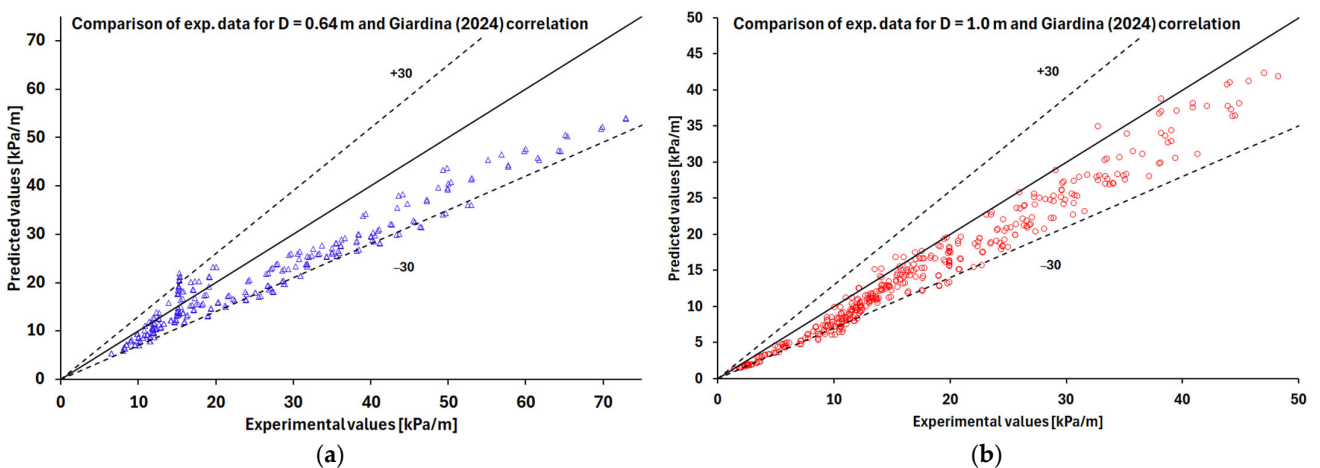 Comparison of exp. data for D = 0.64 m and Giardina (2024) correlation
Predicted values [kPa/m]
70
60
50
40
30
20
10
0
+30
−30
0 10 20 30 40 50 60 70
Experimental values [kPa/m]
(a)
Comparison of exp. data for D = 1.0 m and Giardina (2024) correlation
Predicted values [kPa/m]
50
45
40
35
30
25
20
15
10
5
0
+30
−30
0 10 20 30 40 50
Experimental values [kPa/m]
(b)